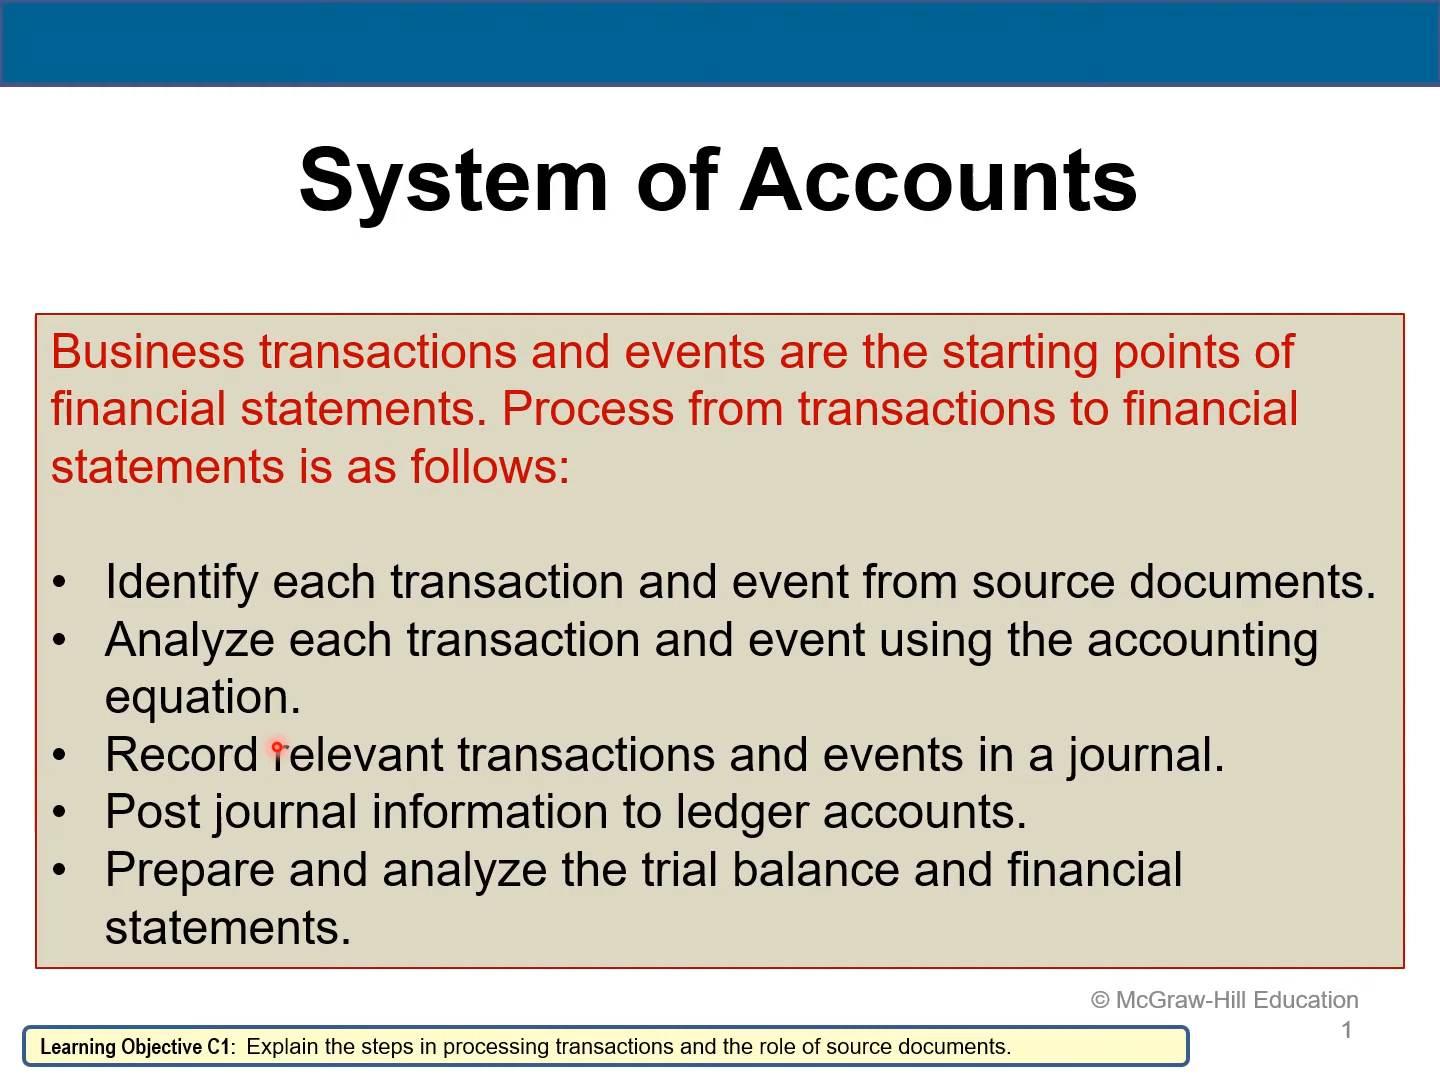 System of Accounts
Business transactions and events are the starting points of
financial statements. Process from transactions to financial
statements is as follows:
• Identify each transaction and event from source documents.
• Analyze each transaction and event using the accounting
equation.
• Record relevant transactions and events in a journal.
• Post journal information to ledger accounts.
• Prepare and analyze the trial balance and financial
statements.
© McGraw-Hill Education
1
Learning Objective C1: Explain the steps in processing transactions and the role of source documents.